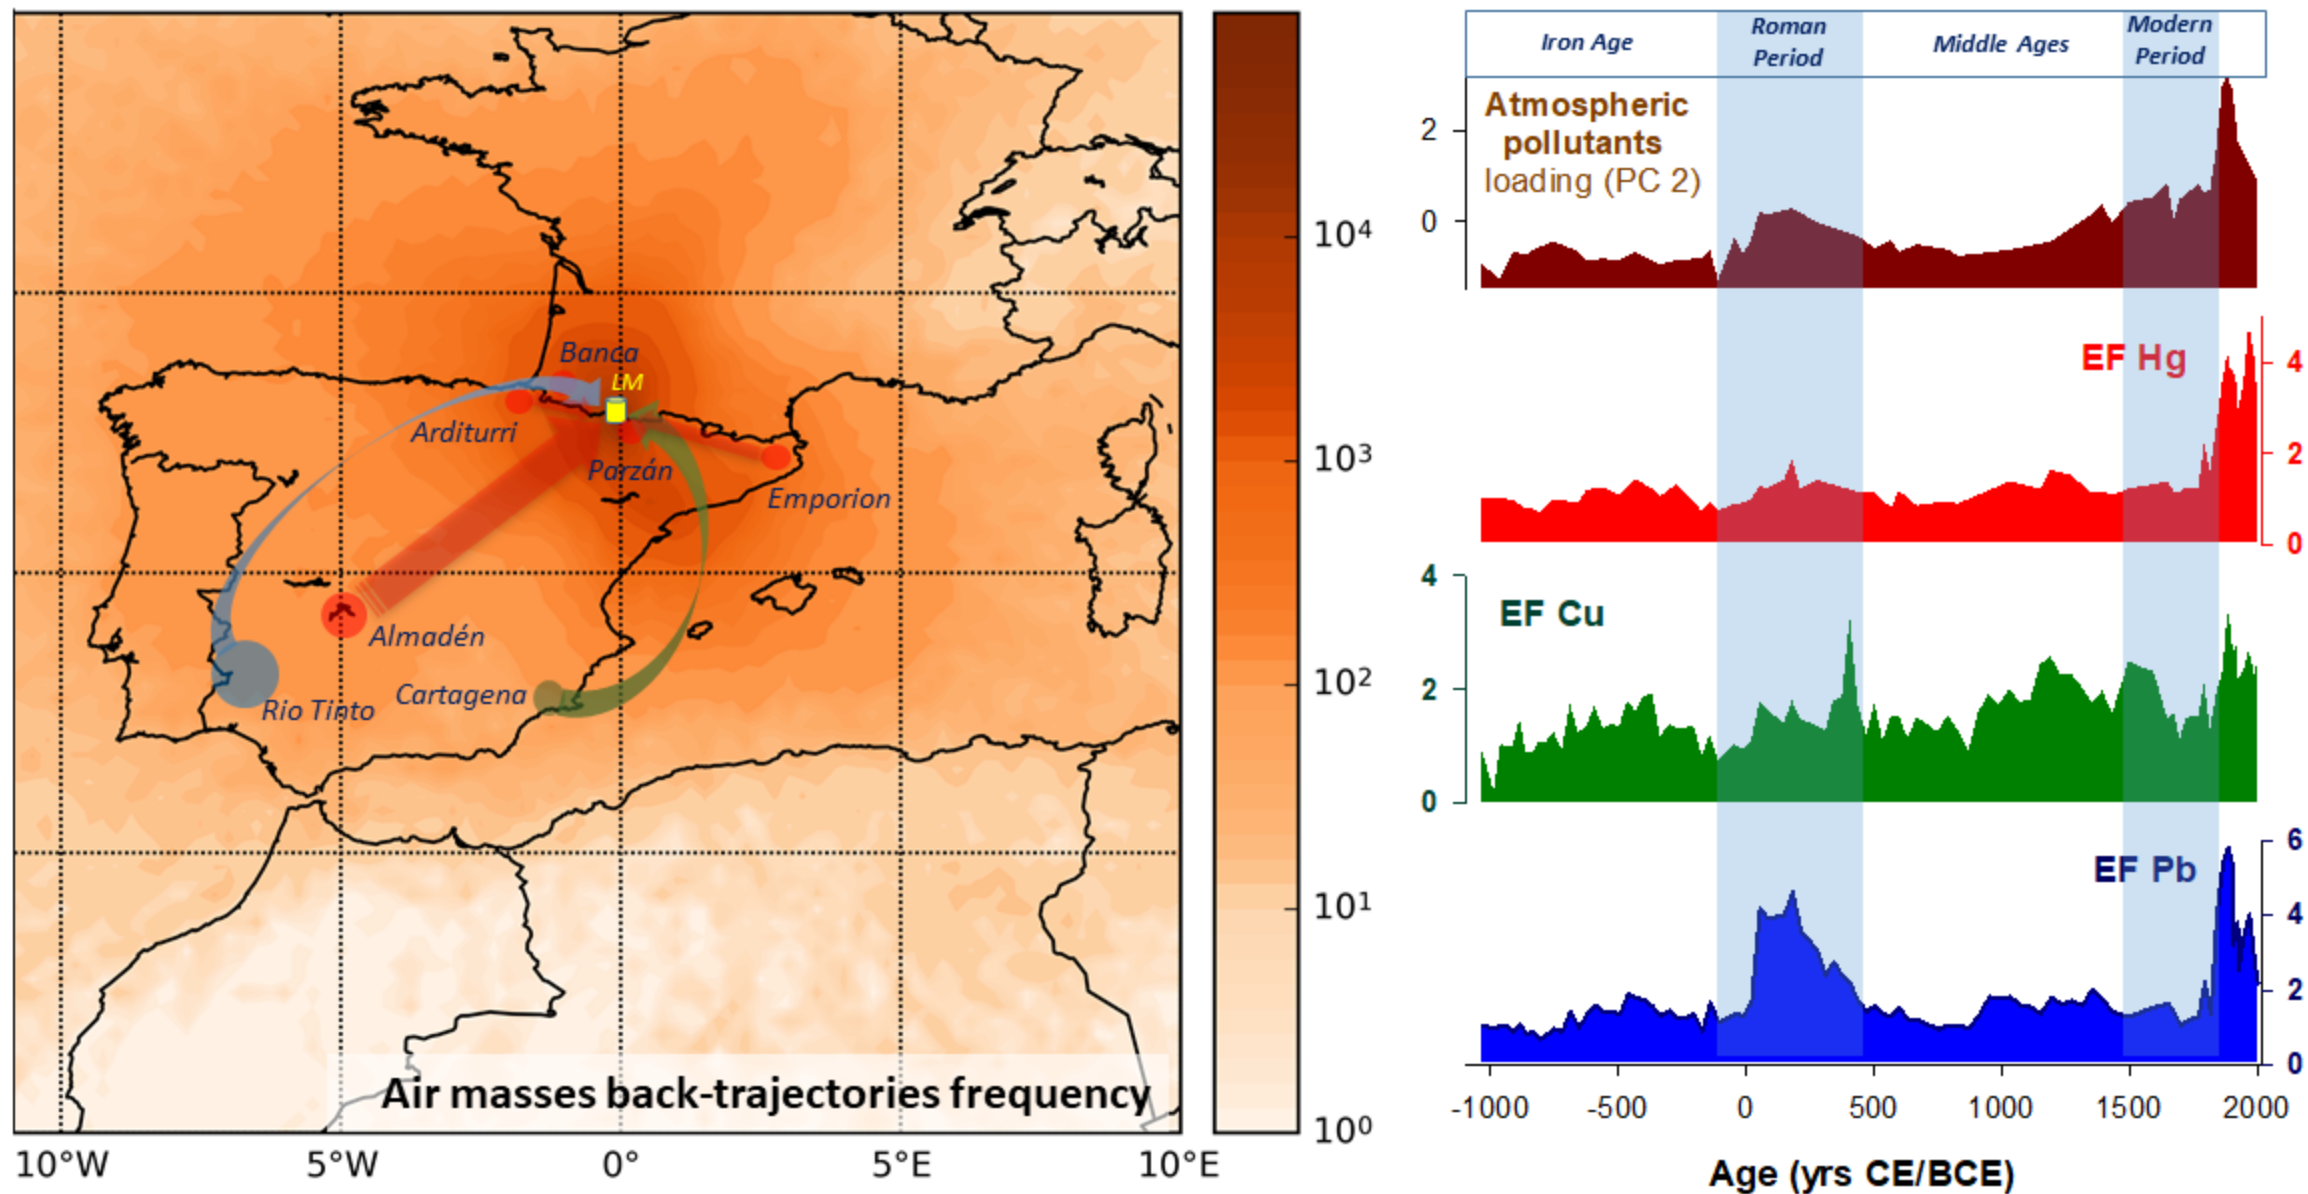 Banca
LM
Arditurri
Parzán
Emporion
Almadén
Rio Tinto
Cartagena
Air masses back-trajectories frequency
10°W
5°W
0°
5°E
10°E
10⁴
10³
10²
10¹
10⁰
Iron Age
Roman
Period
Middle Ages
Modern
Period
Atmospheric
pollutants
loading (PC 2)
2
0
EF Hg
4
2
0
EF Cu
4
2
0
EF Pb
6
4
2
0
-1000
-500
0
500
1000
1500
2000
Age (yrs CE/BCE)